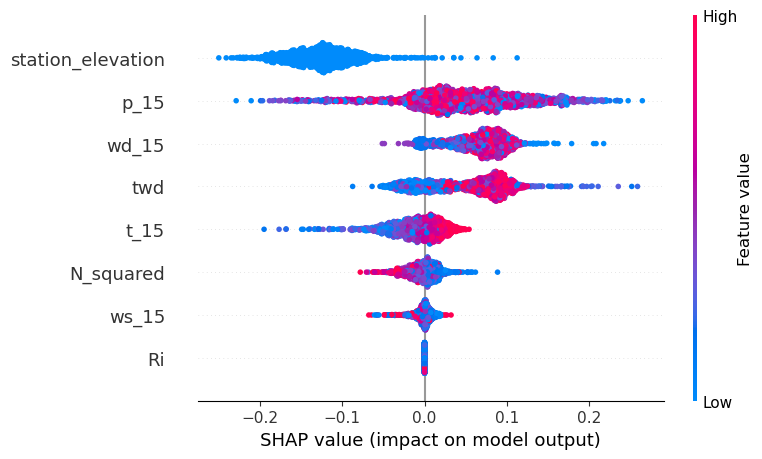 High
station_elevation
p_15
wd_15
twd
t_15
N_squared
ws_15
Ri
Feature value
Low
−0.2 −0.1 0.0 0.1 0.2
SHAP value (impact on model output)